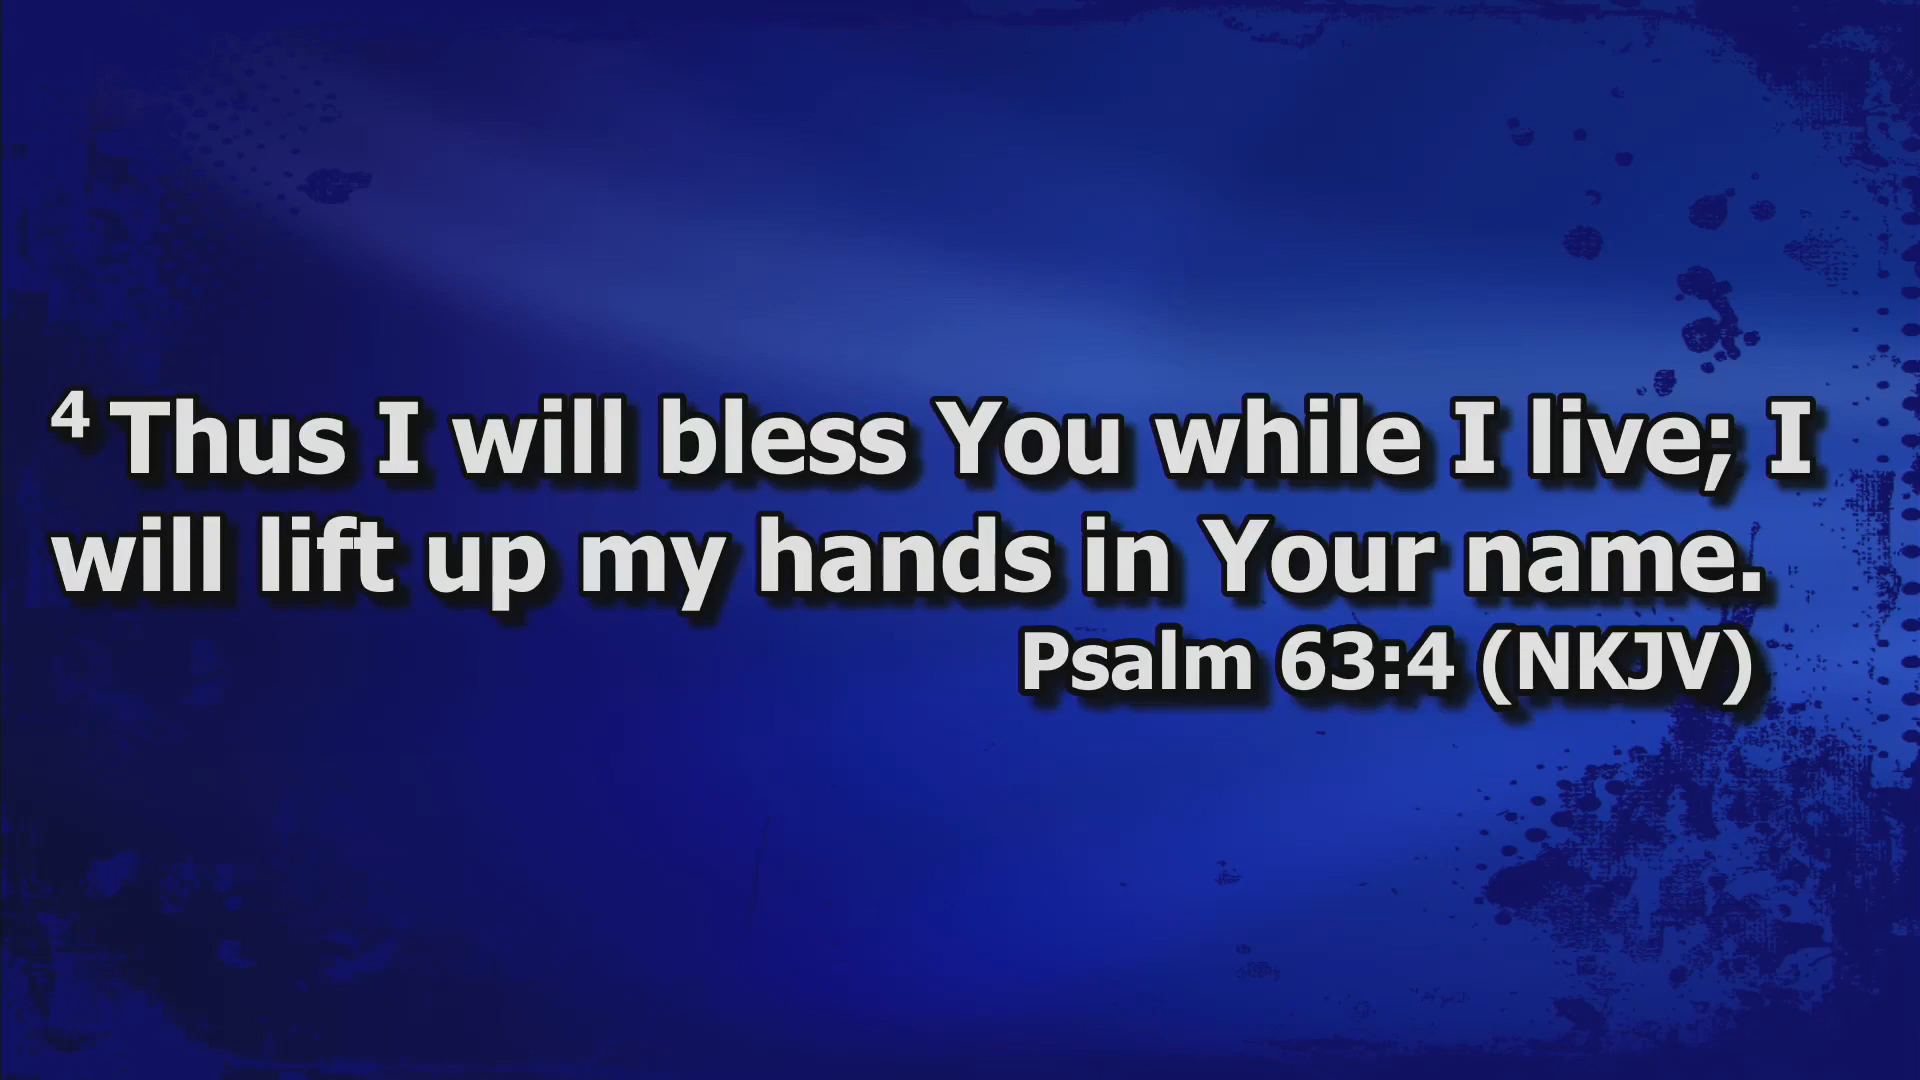 4 Thus I will bless You while I live; I
will lift up my hands in Your name.
Psalm 63:4 (NKJV)